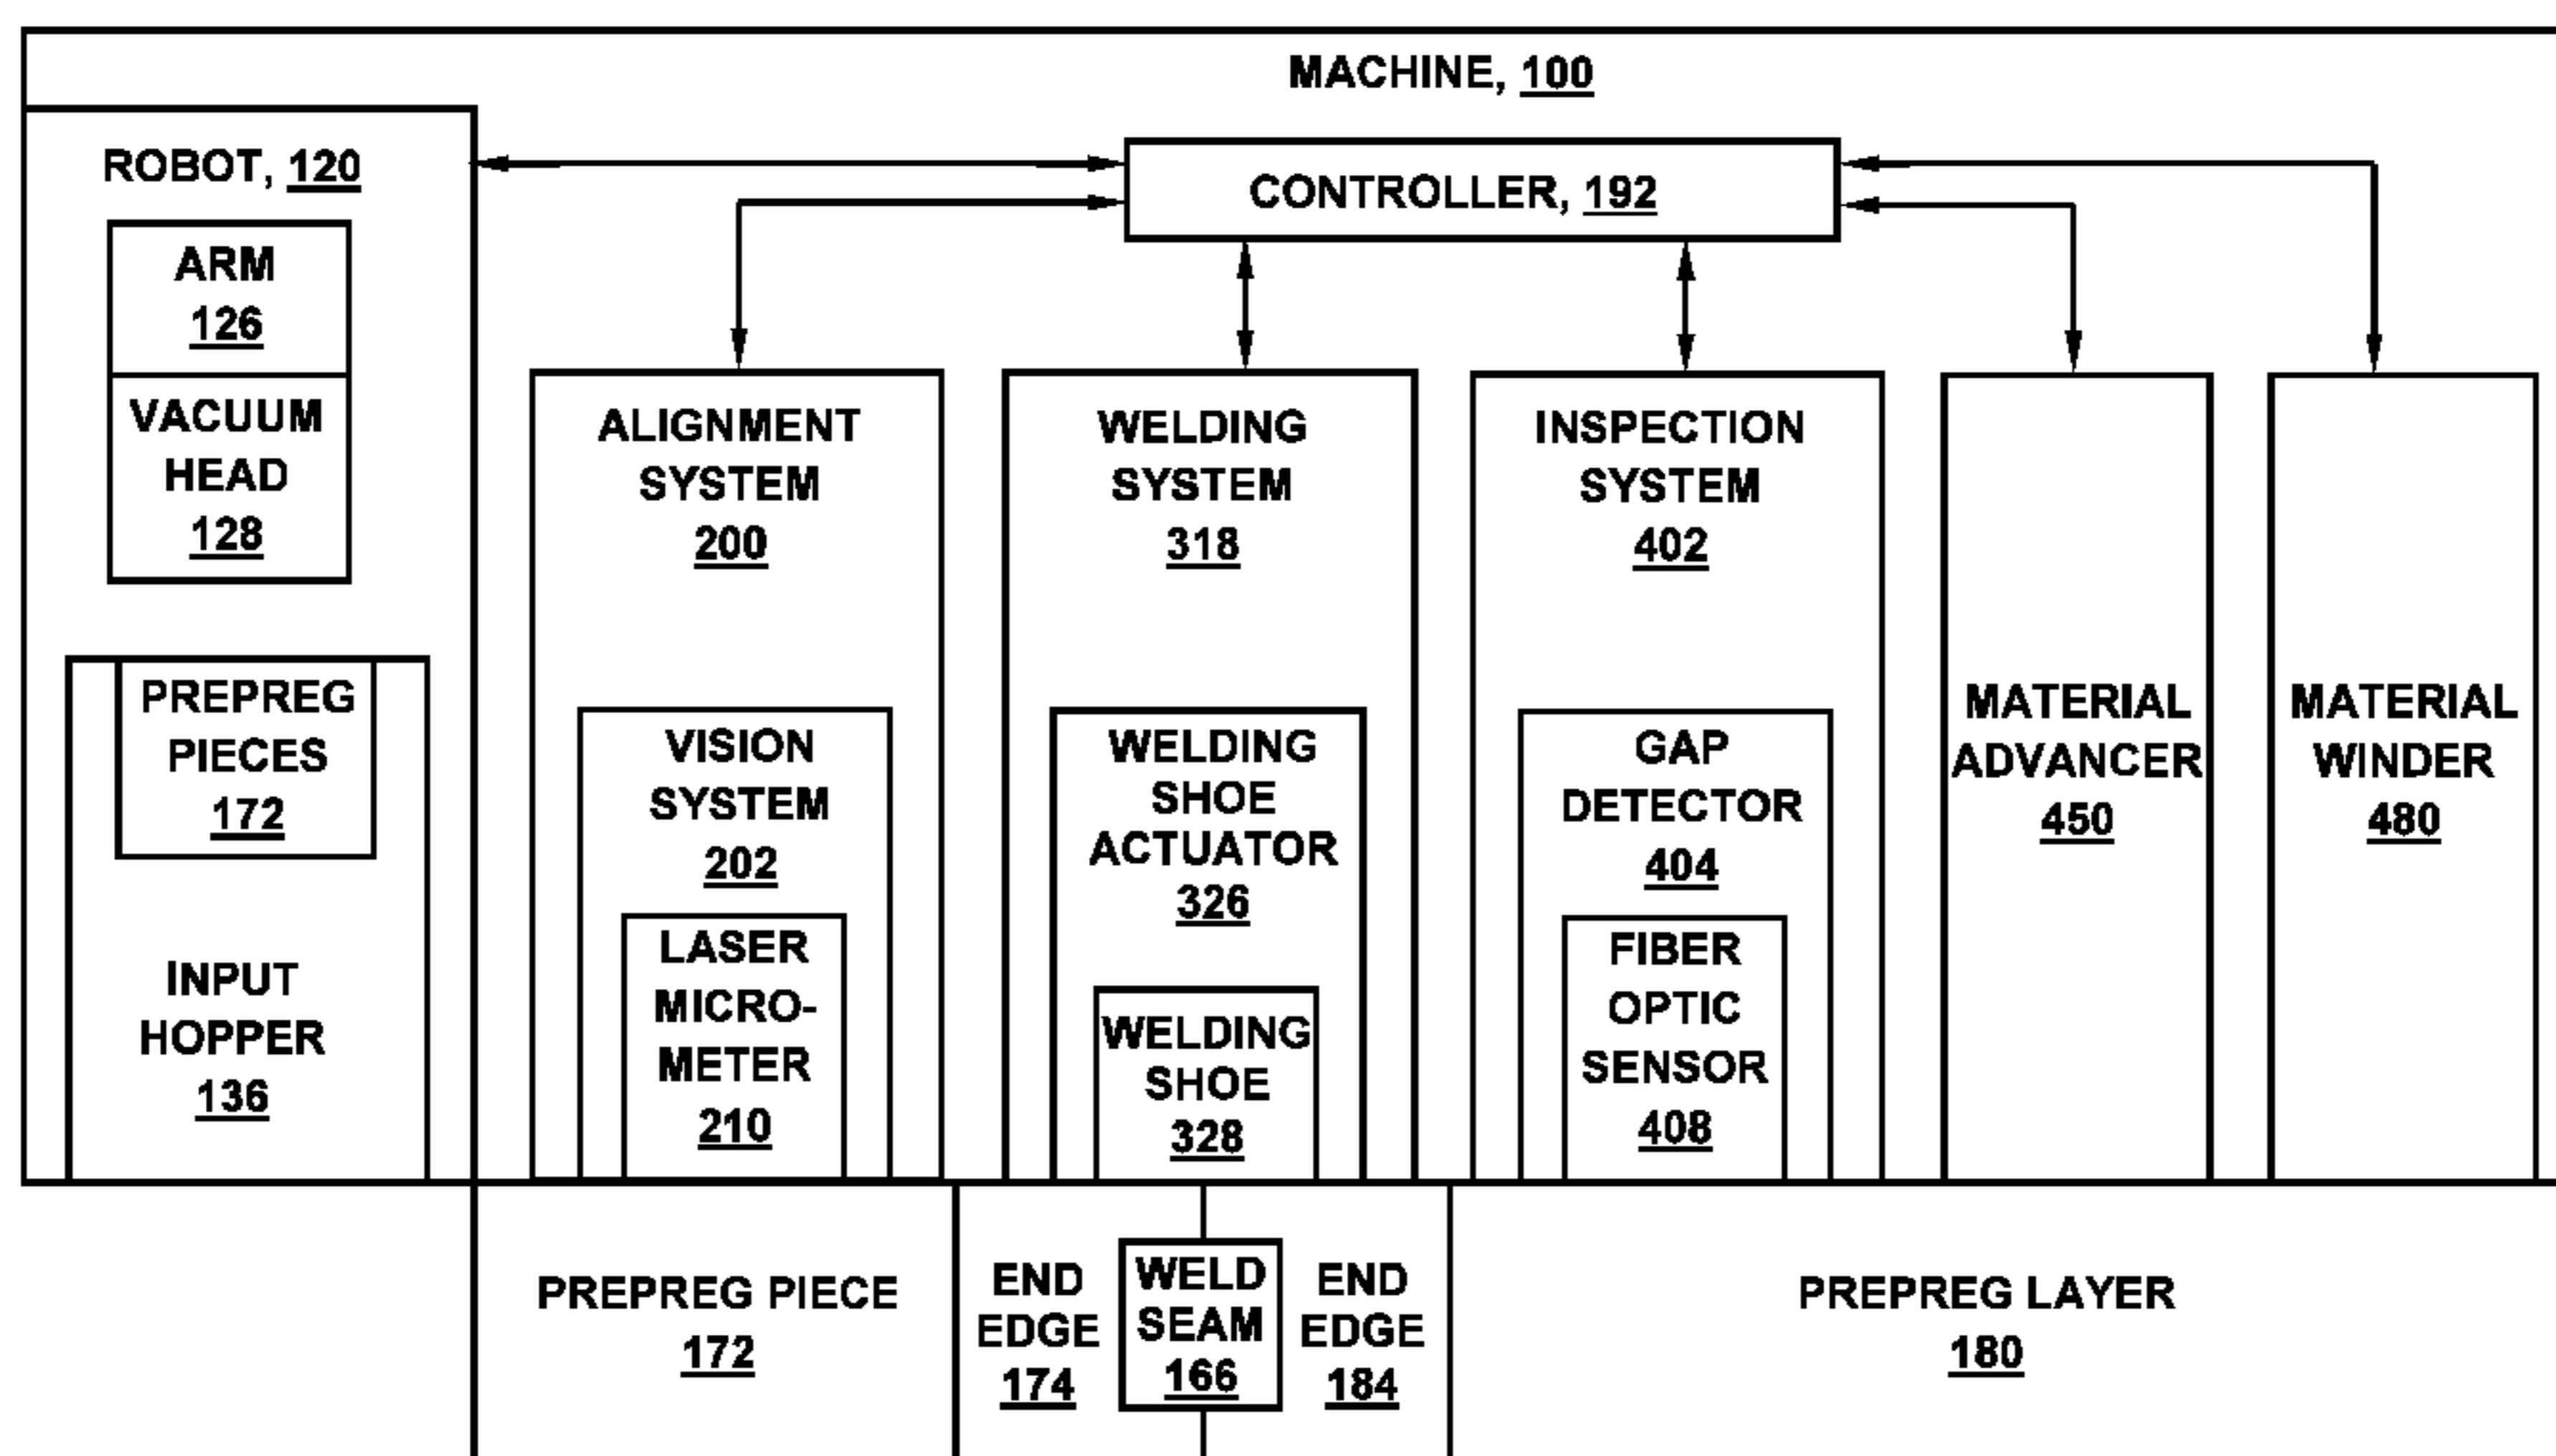 MACHINE, 100
ROBOT, 120
CONTROLLER, 192
ARM
126
VACUUM
HEAD
128
PREPREG
PIECES
172
INPUT
HOPPER
136
ALIGNMENT
SYSTEM
200
VISION
SYSTEM
202
LASER
MICRO-
METER
210
WELDING
SYSTEM
318
WELDING
SHOE
ACTUATOR
326
WELDING
SHOE
328
INSPECTION
SYSTEM
402
GAP
DETECTOR
404
FIBER
OPTIC
SENSOR
408
MATERIAL
ADVANCER
450
MATERIAL
WINDER
480
PREPREG PIECE
172
END
EDGE
174
WELD
SEAM
166
END
EDGE
184
PREPREG LAYER
180